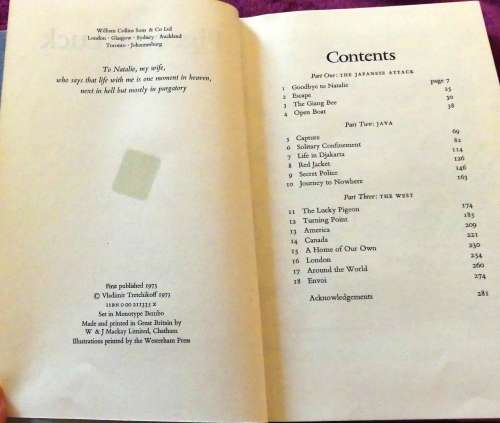 William Collins Sons & Co Ltd
London · Glasgow · Sydney · Auckland
Toronto · Johannesburg
To Natalie, my wife,
who says that life with me is one moment in heaven,
next in hell but mostly in purgatory
First published 1973
© Vladimir Tretchikoff 1973
ISBN 0 00 211335 2
Set in Monotype Bembo
Made and printed in Great Britain by
W & J Mackay Limited, Chatham
Illustrations printed by the Westerham Press
Contents
Part One: THE JAPANESE ATTACK
1 Goodbye to Natalie page 7
2 Escape 15
3 The Giang Bee 30
4 Open Boat 38
Part Two: JAVA
5 Capture 69
6 Solitary Confinement 82
7 Life in Djakarta 114
8 Red Jacket 126
9 Secret Police 146
10 Journey to Nowhere 163
Part Three: THE WEST
11 The Lucky Pigeon 174
12 Turning Point 185
13 America 209
14 Canada 221
15 A Home of Our Own 230
16 London 254
17 Around the World 260
18 Envoi 274
Acknowledgements 281